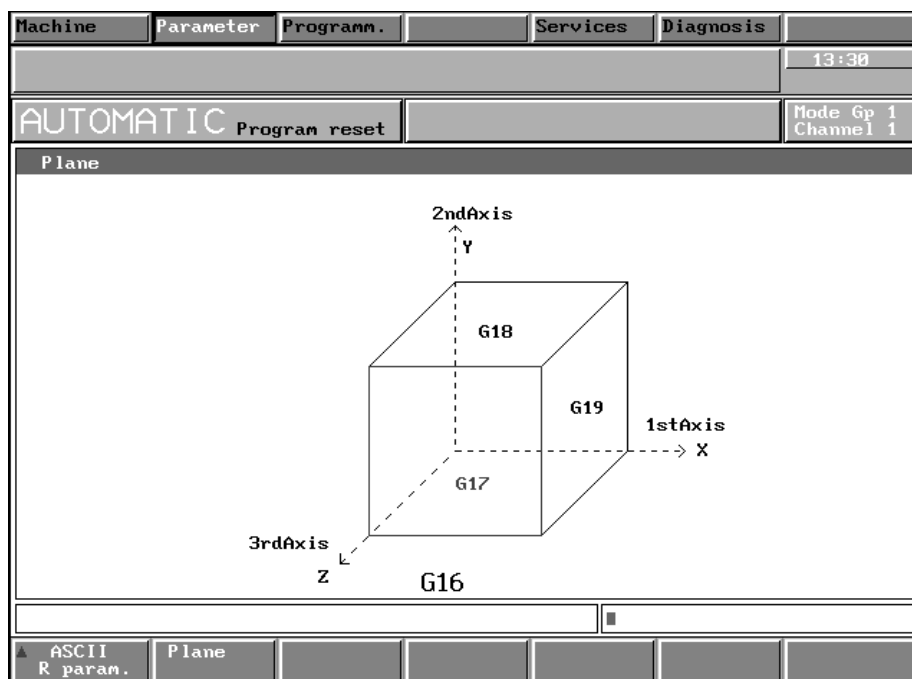 Machine Parameter Programm. Services Diagnosis
13:30
AUTOMATIC Program reset
Mode Gp 1
Channel 1
Plane
2ndAxis
Y
G18
G19
1stAxis
X
G17
3rdAxis
Z
G16
ASCII
R param.
Plane